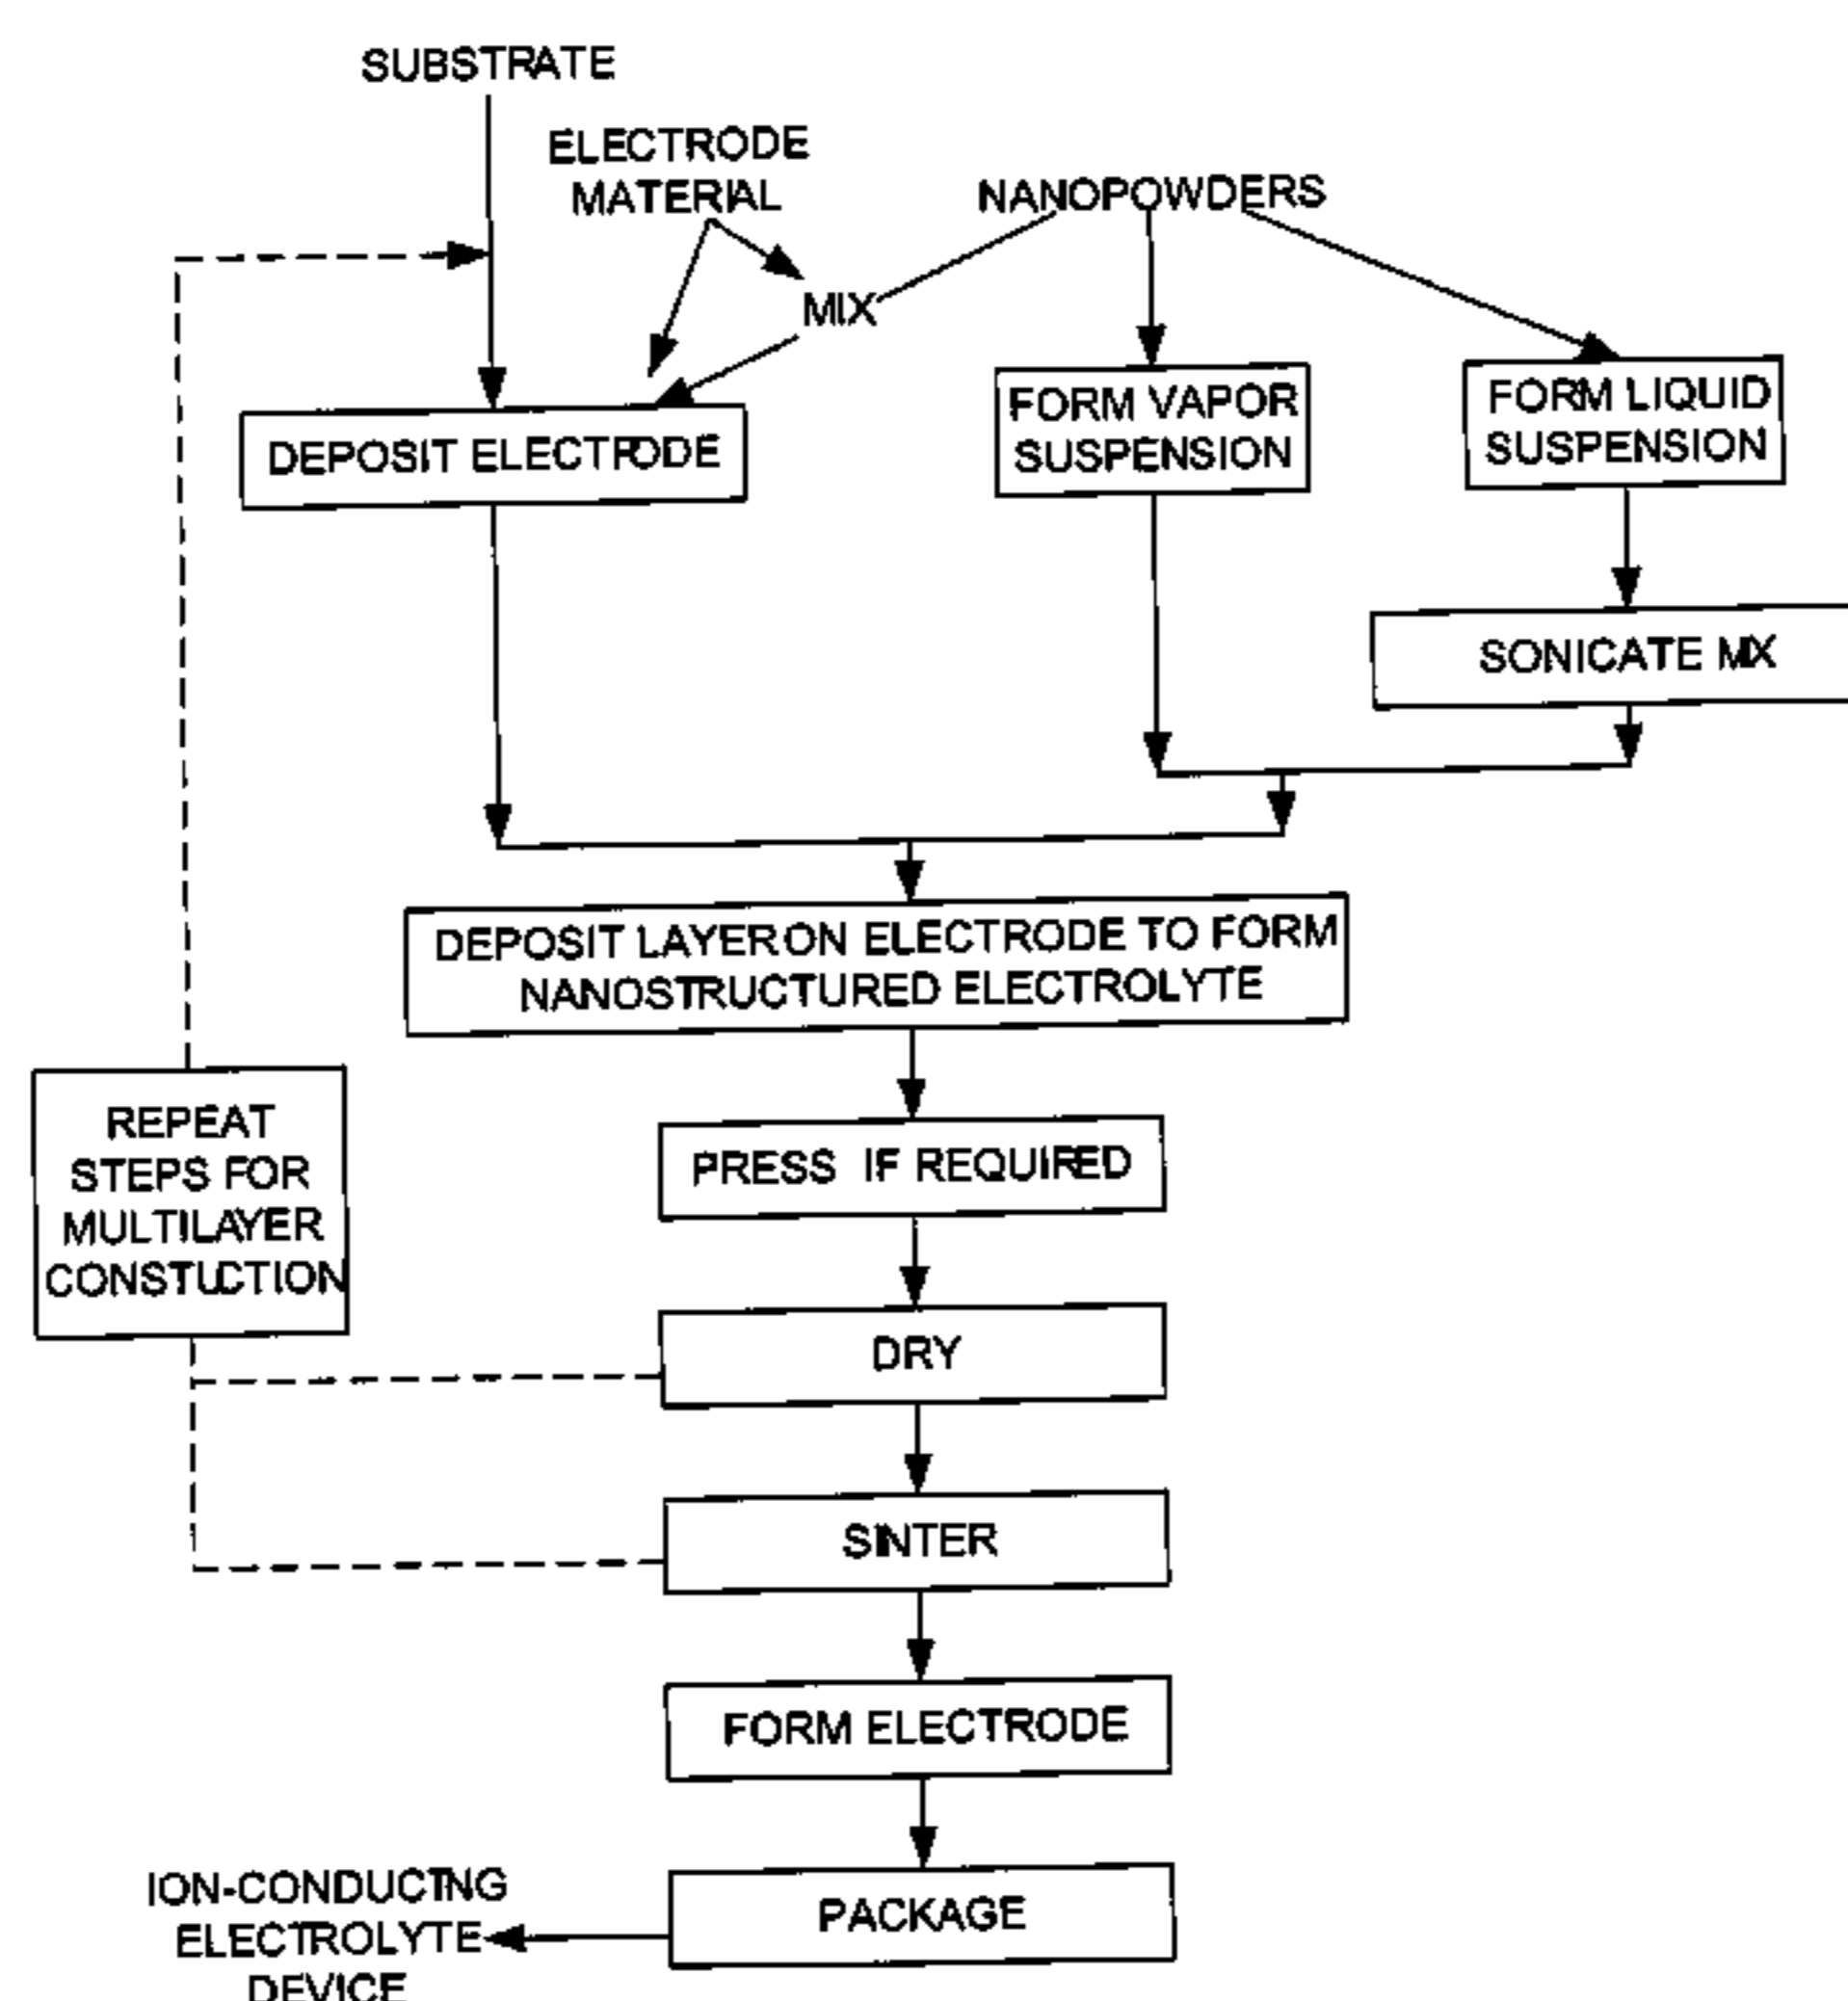 SUBSTRATE
ELECTRODE
MATERIAL
NANOPOWDERS
MIX
FORM VAPOR
SUSPENSION
FORM LIQUID
SUSPENSION
DEPOSIT ELECTRODE
SONICATE MIX
DEPOSIT LAYER ON ELECTRODE TO FORM
NANOSTRUCTURED ELECTROLYTE
REPEAT
STEPS FOR
MULTILAYER
CONSTUCTION
PRESS IF REQUIRED
DRY
SINTER
FORM ELECTRODE
PACKAGE
ION-CONDUCTING
ELECTROLYTE
DEVICE